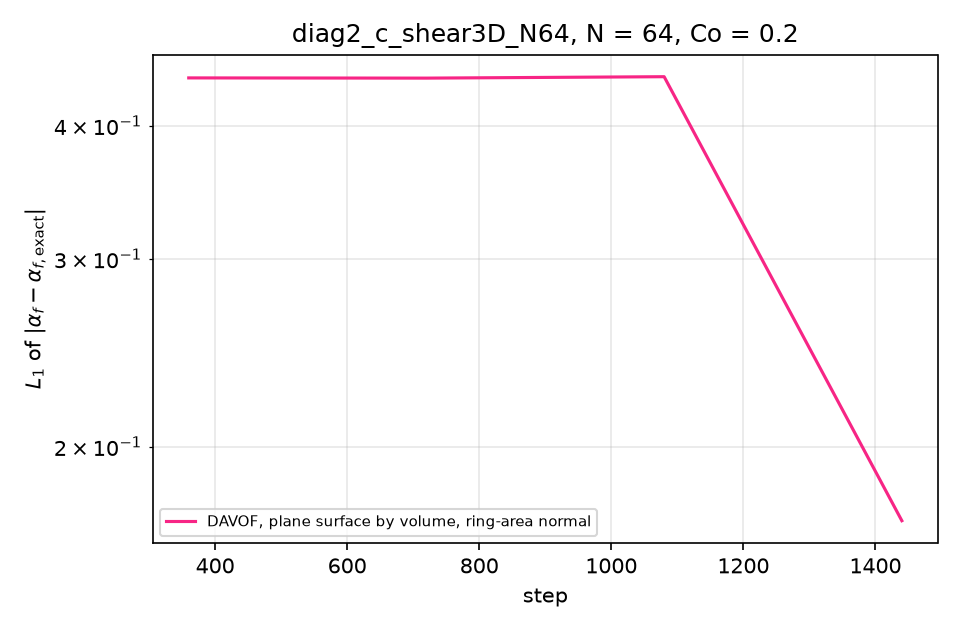 diag2_c_shear3D_N64, N = 64, Co = 0.2
L₁ of |α_f − α_{f,exact}|
4 × 10⁻¹
3 × 10⁻¹
2 × 10⁻¹
DAVOF, plane surface by volume, ring-area normal
400 600 800 1000 1200 1400
step